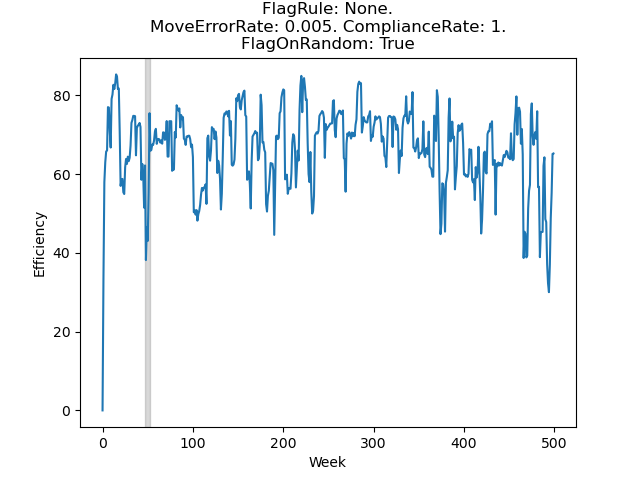 FlagRule: None.
MoveErrorRate: 0.005. ComplianceRate: 1.
FlagOnRandom: True
80
60
40
20
0
Efficiency
0 100 200 300 400 500
Week